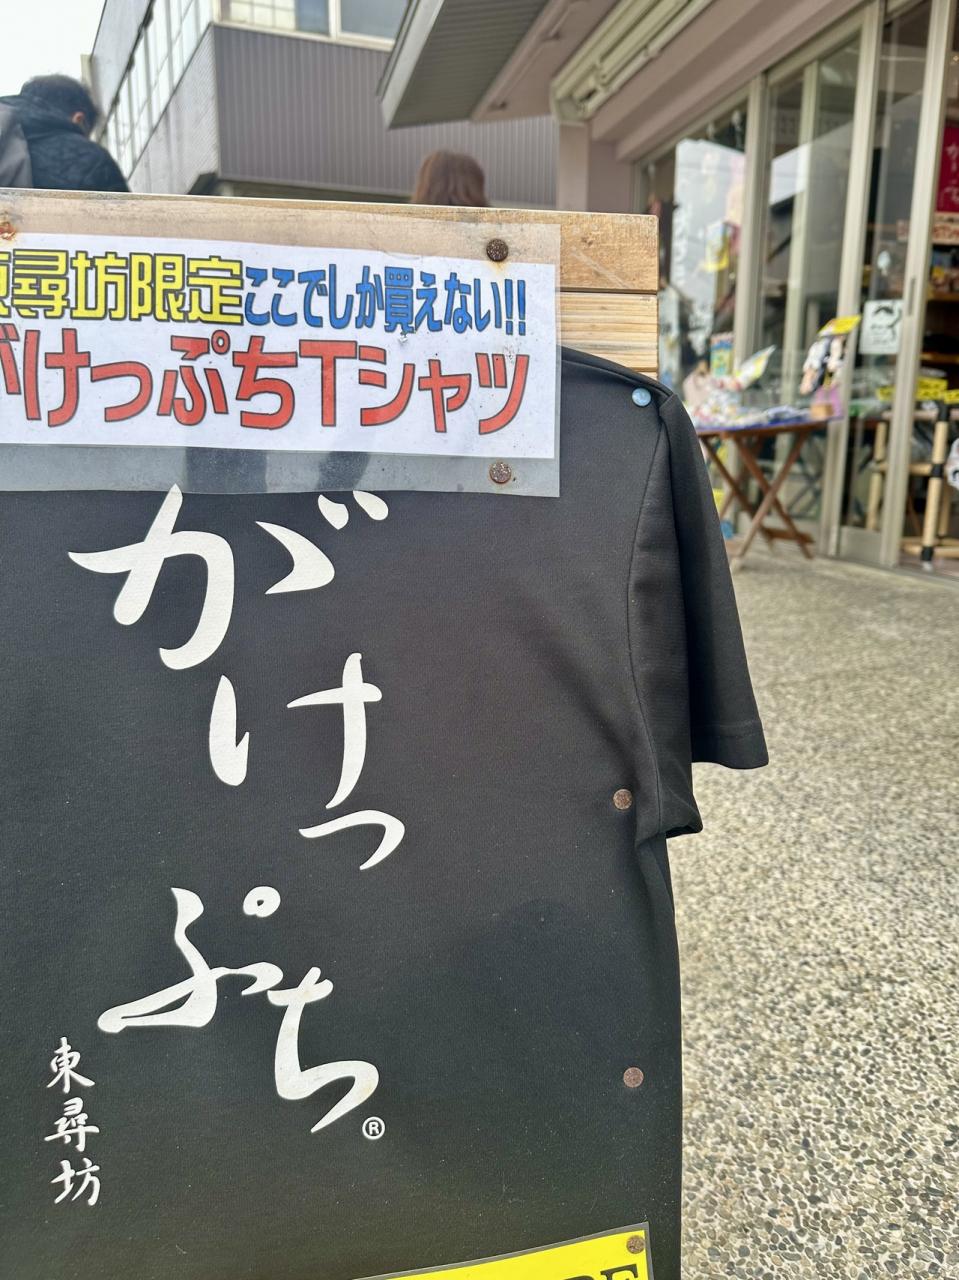 東尋坊限定ここでしか買えない!!
がけっぷちTシャツ
がけっぷち®
東尋坊